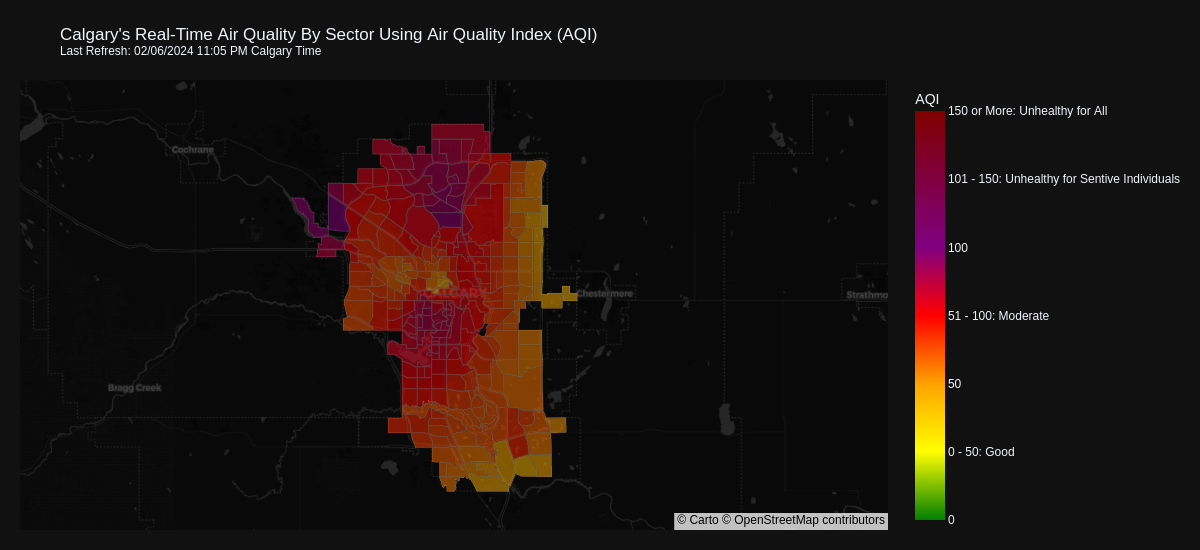 Calgary's Real-Time Air Quality By Sector Using Air Quality Index (AQI)
Last Refresh: 02/06/2024 11:05 PM Calgary Time
AQI
150 or More: Unhealthy for All
Cochrane
101 - 150: Unhealthy for Sentive Individuals
100
CALGARY
Chestermere
Strathmo
51 - 100: Moderate
50
Bragg Creek
0 - 50: Good
0
© Carto © OpenStreetMap contributors